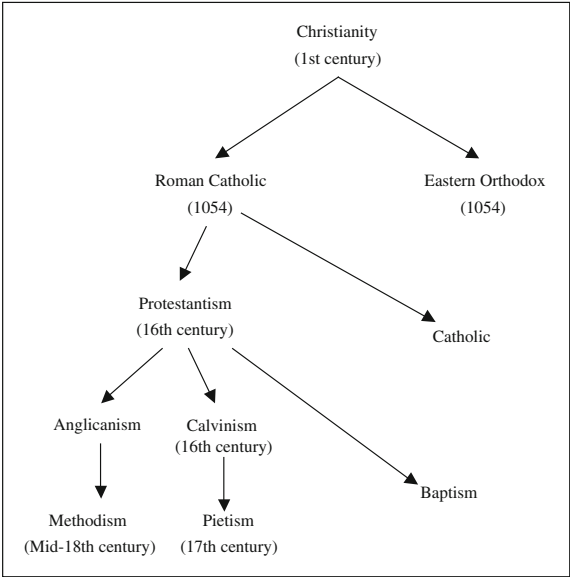 Christianity
(1st century)
Roman Catholic
(1054)
Eastern Orthodox
(1054)
Protestantism
(16th century)
Catholic
Anglicanism
Calvinism
(16th century)
Baptism
Methodism
(Mid-18th century)
Pietism
(17th century)